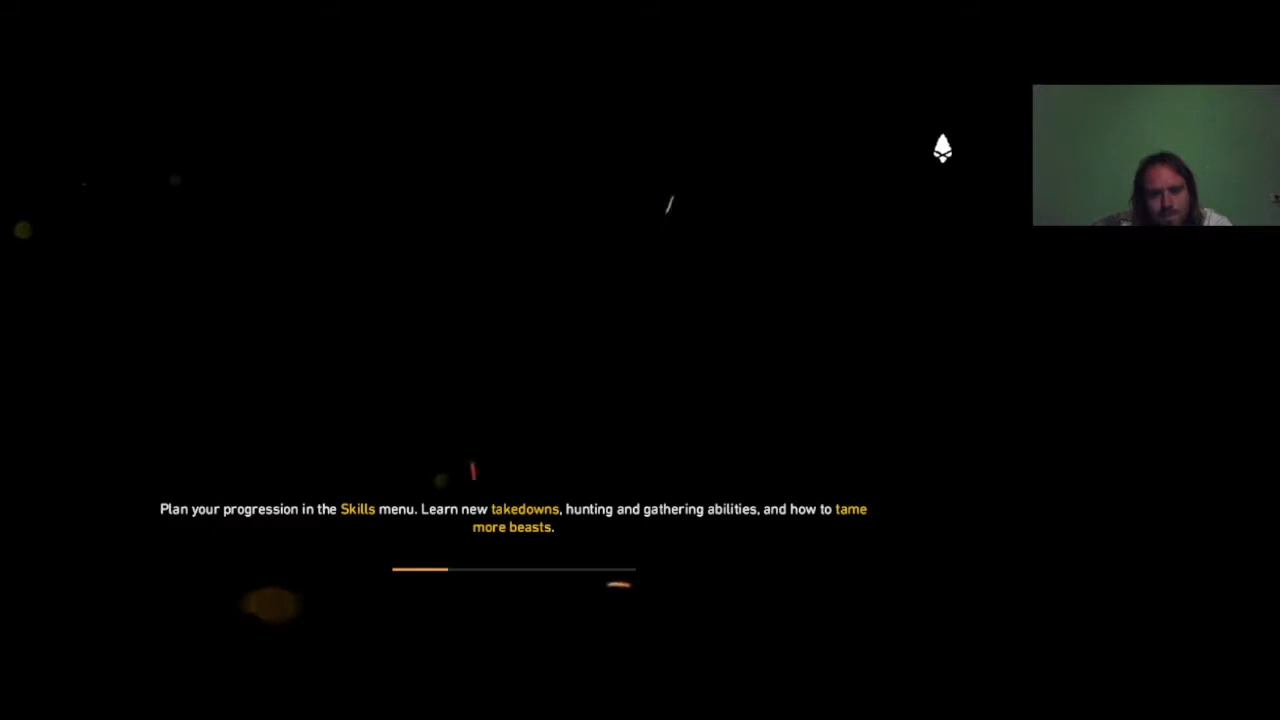 Plan your progression in the Skills menu. Learn new takedowns, hunting and gathering abilities, and how to tame
more beasts.